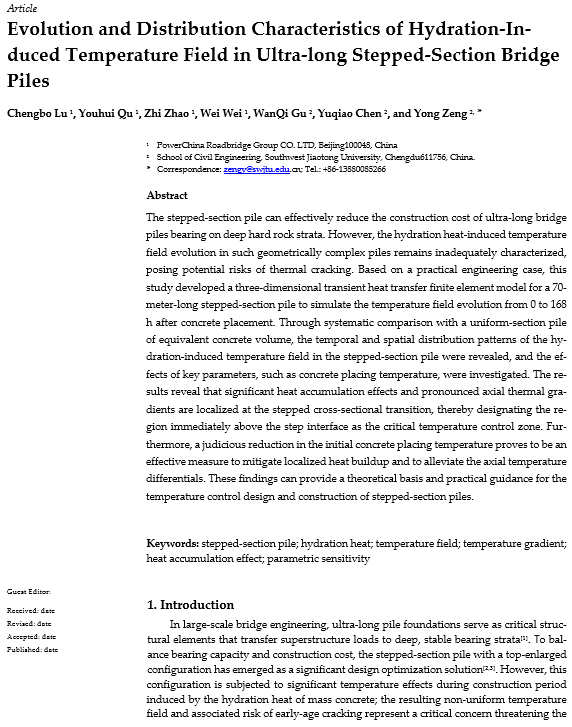 Article
Evolution and Distribution Characteristics of Hydration-In-
duced Temperature Field in Ultra-long Stepped-Section Bridge
Piles
Chengbo Lu ¹, Youhui Qu ¹, Zhi Zhao ¹, Wei Wei ¹, WanQi Gu ², Yuqiao Chen ², and Yong Zeng ², *
¹ PowerChina Roadbridge Group CO. LTD, Beijing100048, China
² School of Civil Engineering, Southwest Jiaotong University, Chengdu611756, China.
* Correspondence: zengy@swjtu.edu.cn; Tel.: +86-13880085266
Abstract
The stepped-section pile can effectively reduce the construction cost of ultra-long bridge
piles bearing on deep hard rock strata. However, the hydration heat-induced temperature
field evolution in such geometrically complex piles remains inadequately characterized,
posing potential risks of thermal cracking. Based on a practical engineering case, this
study developed a three-dimensional transient heat transfer finite element model for a 70-
meter-long stepped-section pile to simulate the temperature field evolution from 0 to 168
h after concrete placement. Through systematic comparison with a uniform-section pile
of equivalent concrete volume, the temporal and spatial distribution patterns of the hy-
dration-induced temperature field in the stepped-section pile were revealed, and the ef-
fects of key parameters, such as concrete placing temperature, were investigated. The re-
sults reveal that significant heat accumulation effects and pronounced axial thermal gra-
dients are localized at the stepped cross-sectional transition, thereby designating the re-
gion immediately above the step interface as the critical temperature control zone. Fur-
thermore, a judicious reduction in the initial concrete placing temperature proves to be an
effective measure to mitigate localized heat buildup and to alleviate the axial temperature
differentials. These findings can provide a theoretical basis and practical guidance for the
temperature control design and construction of stepped-section piles.
Keywords: stepped-section pile; hydration heat; temperature field; temperature gradient;
heat accumulation effect; parametric sensitivity
Guest Editor:
Received: date
Revised: date
Accepted: date
Published: date
1. Introduction
In large-scale bridge engineering, ultra-long pile foundations serve as critical struc-
tural elements that transfer superstructure loads to deep, stable bearing strata[1]. To bal-
ance bearing capacity and construction cost, the stepped-section pile with a top-enlarged
configuration has emerged as a significant design optimization solution[2,3]. However, this
configuration is subjected to significant temperature effects during construction period
induced by the hydration heat of mass concrete; the resulting non-uniform temperature
field and associated risk of early-age cracking represent a critical concern threatening the